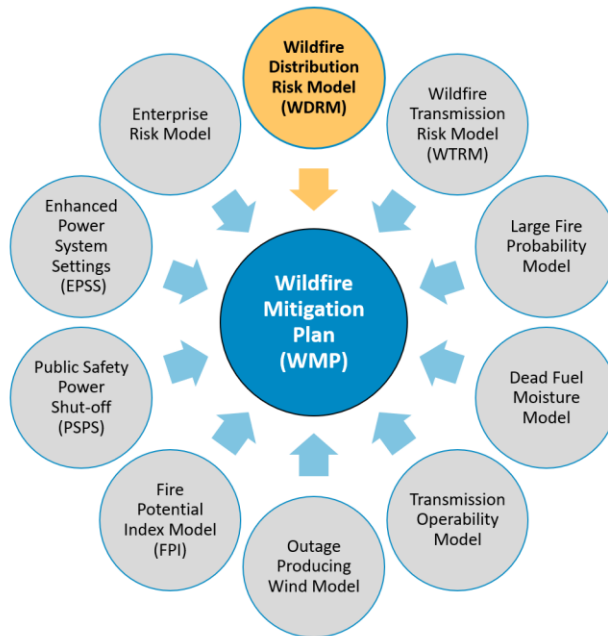 Wildfire
Distribution
Risk Model
(WDRM)
Wildfire
Transmission
Risk Model
(WTRM)
Large Fire
Probability
Model
Dead Fuel
Moisture
Model
Transmission
Operability
Model
Outage
Producing
Wind Model
Fire
Potential
Index Model
(FPI)
Public Safety
Power
Shut-off
(PSPS)
Enhanced
Power
System
Settings
(EPSS)
Enterprise
Risk Model
Wildfire
Mitigation
Plan
(WMP)